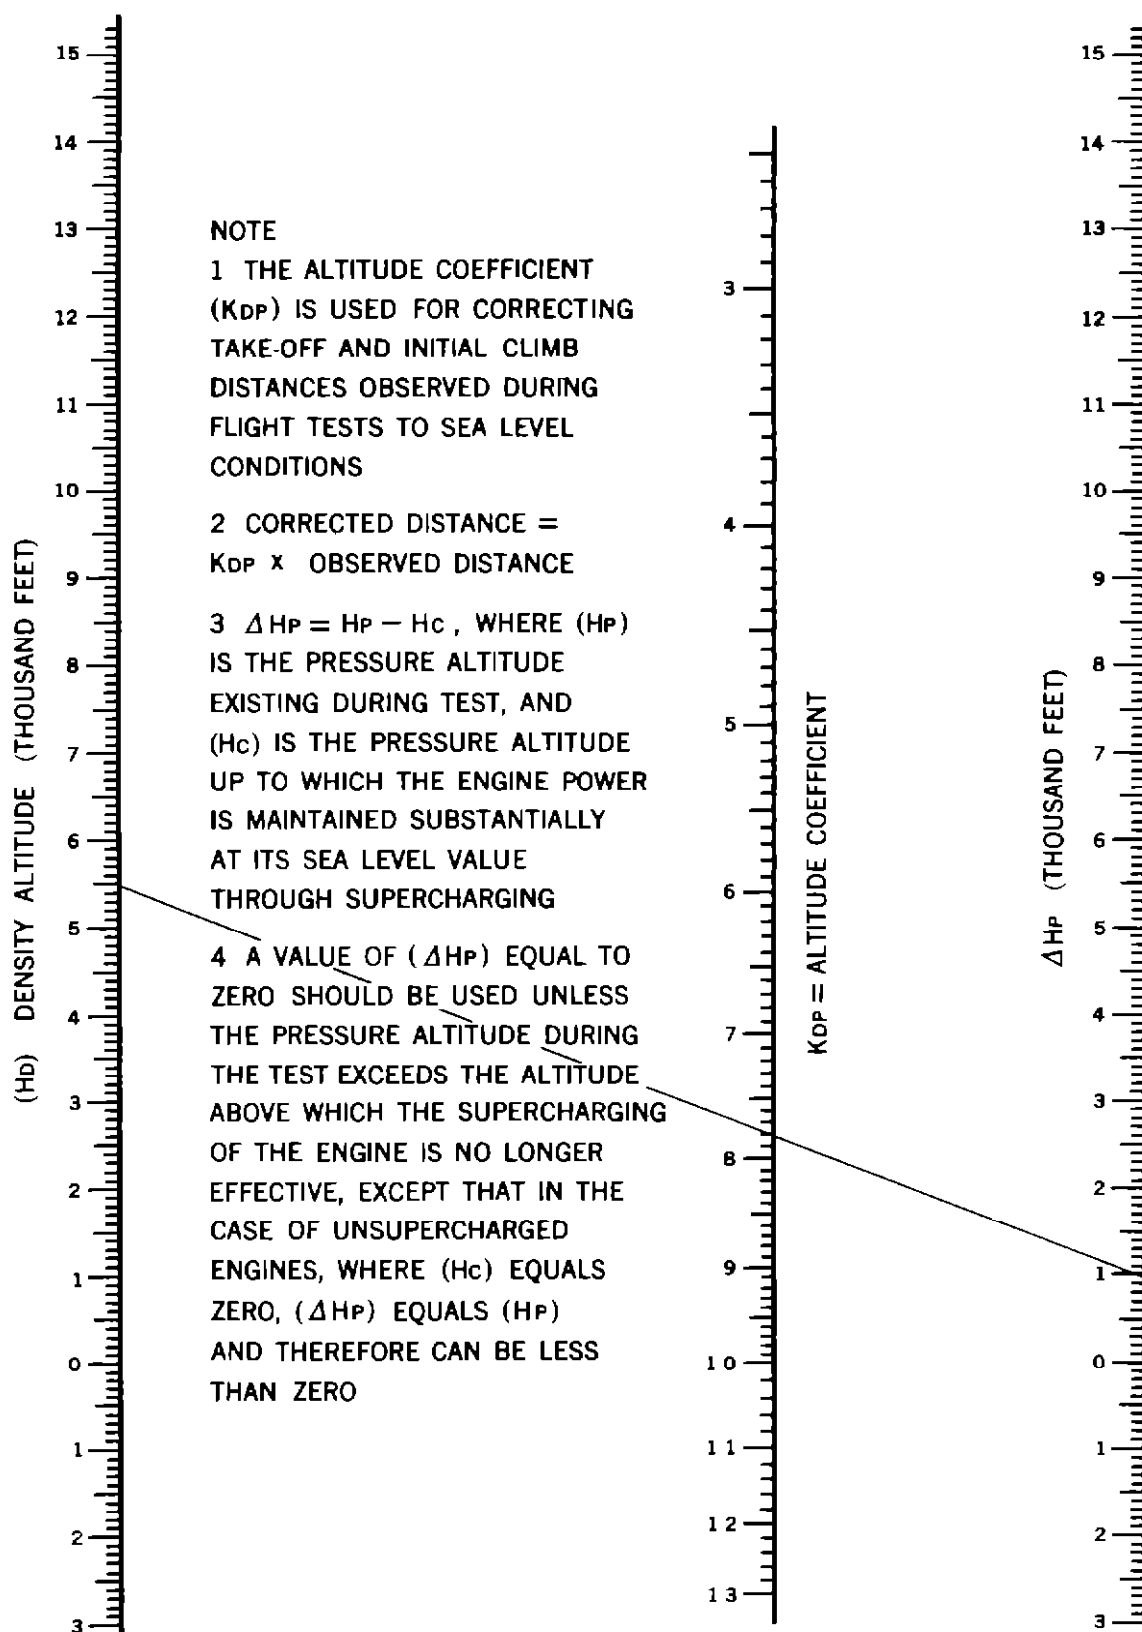 15
14
13
12
11
10
9
8
7
6
5
4
3
2
1
0
1
2
3
(HD) DENSITY ALTITUDE (THOUSAND FEET)
NOTE
1 THE ALTITUDE COEFFICIENT
(KDP) IS USED FOR CORRECTING
TAKE-OFF AND INITIAL CLIMB
DISTANCES OBSERVED DURING
FLIGHT TESTS TO SEA LEVEL
CONDITIONS
2 CORRECTED DISTANCE =
KDP X OBSERVED DISTANCE
3 ΔHP = HP – HC, WHERE (HP)
IS THE PRESSURE ALTITUDE
EXISTING DURING TEST, AND
(HC) IS THE PRESSURE ALTITUDE
UP TO WHICH THE ENGINE POWER
IS MAINTAINED SUBSTANTIALLY
AT ITS SEA LEVEL VALUE
THROUGH SUPERCHARGING
4 A VALUE OF (ΔHP) EQUAL TO
ZERO SHOULD BE USED UNLESS
THE PRESSURE ALTITUDE DURING
THE TEST EXCEEDS THE ALTITUDE
ABOVE WHICH THE SUPERCHARGING
OF THE ENGINE IS NO LONGER
EFFECTIVE, EXCEPT THAT IN THE
CASE OF UNSUPERCHARGED
ENGINES, WHERE (HC) EQUALS
ZERO, (ΔHP) EQUALS (HP)
AND THEREFORE CAN BE LESS
THAN ZERO
3
4
5
6
7
8
9
10
11
12
13
KDP = ALTITUDE COEFFICIENT
15
14
13
12
11
10
9
8
7
6
5
4
3
2
1
0
1
2
3
ΔHP (THOUSAND FEET)